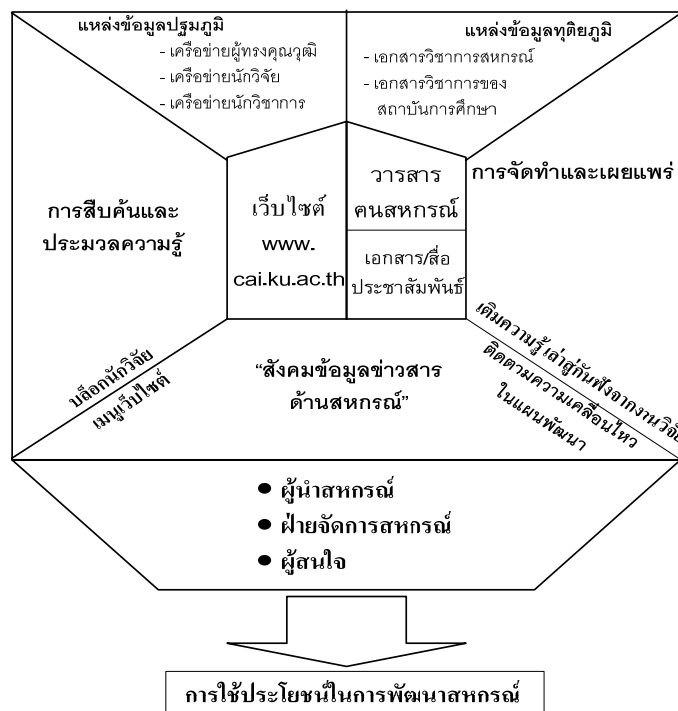 แหล่งข้อมูลปฐมภูมิ
- เครือข่ายผู้ทรงคุณวุฒิ
- เครือข่ายนักวิจัย
- เครือข่ายนักวิชาการ
แหล่งข้อมูลทุติยภูมิ
- เอกสารวิชาการสหกรณ์
- เอกสารวิชาการของ
สถาบันการศึกษา
การสืบค้นและ
ประมวลความรู้
เว็บไซต์
www.
cai.ku.ac.th
วารสาร
ฅนสหกรณ์
เอกสาร/สื่อ
ประชาสัมพันธ์
การจัดทำและเผยแพร่
บล็อกนักวิจัย
เมนูเว็บไซต์
“สังคมข้อมูลข่าวสาร
ด้านสหกรณ์”
เติมความรู้เล่าสู่กันฟังจากงานวิจัย
ติดตามความเคลื่อนไหว
ในแผนพัฒนา
● ผู้นำสหกรณ์
● ฝ่ายจัดการสหกรณ์
● ผู้สนใจ
การใช้ประโยชน์ในการพัฒนาสหกรณ์